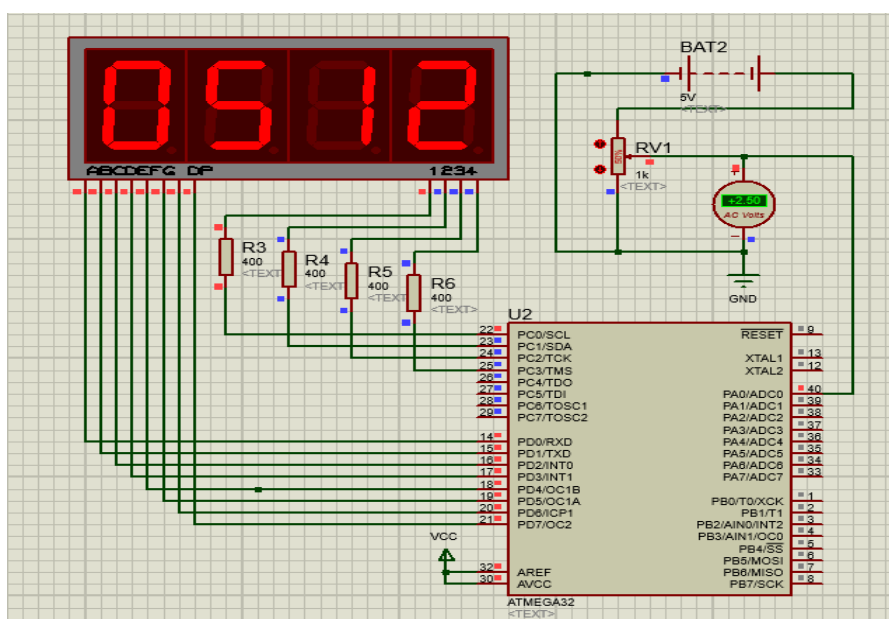 0512
ABCDEFG DP
1234
BAT2
5V
<TEXT>
RV1
50%
1k
<TEXT>
+2.50
AC Volts
GND
R3
400
<TEXT>
R4
400
<TEXT
R5
400
<TEXT
R6
400
<TEXT>
U2
22 PC0/SCL
23 PC1/SDA
24 PC2/TCK
25 PC3/TMS
26 PC4/TDO
27 PC5/TDI
28 PC6/TOSC1
29 PC7/TOSC2
14 PD0/RXD
15 PD1/TXD
16 PD2/INT0
17 PD3/INT1
18 PD4/OC1B
19 PD5/OC1A
20 PD6/ICP1
21 PD7/OC2
VCC
32 AREF
30 AVCC
RESET 9
XTAL1 13
XTAL2 12
PA0/ADC0 40
PA1/ADC1 39
PA2/ADC2 38
PA3/ADC3 37
PA4/ADC4 36
PA5/ADC5 35
PA6/ADC6 34
PA7/ADC7 33
PB0/T0/XCK 1
PB1/T1 2
PB2/AIN0/INT2 3
PB3/AIN1/OC0 4
PB4/SS 5
PB5/MOSI 6
PB6/MISO 7
PB7/SCK 8
ATMEGA32
<TEXT>